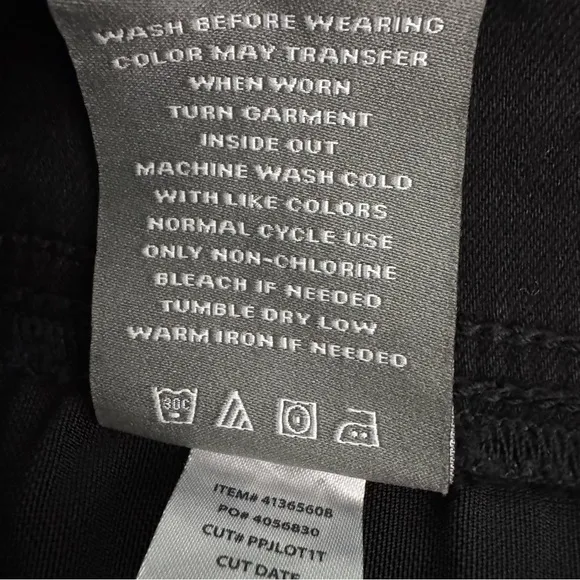 WASH BEFORE WEARING
COLOR MAY TRANSFER
WHEN WORN
TURN GARMENT
INSIDE OUT
MACHINE WASH COLD
WITH LIKE COLORS
NORMAL CYCLE USE
ONLY NON-CHLORINE
BLEACH IF NEEDED
TUMBLE DRY LOW
WARM IRON IF NEEDED
30C
ITEM# 41365608
PO# 4056830
CUT# PPJLOT1T
CUT DATE